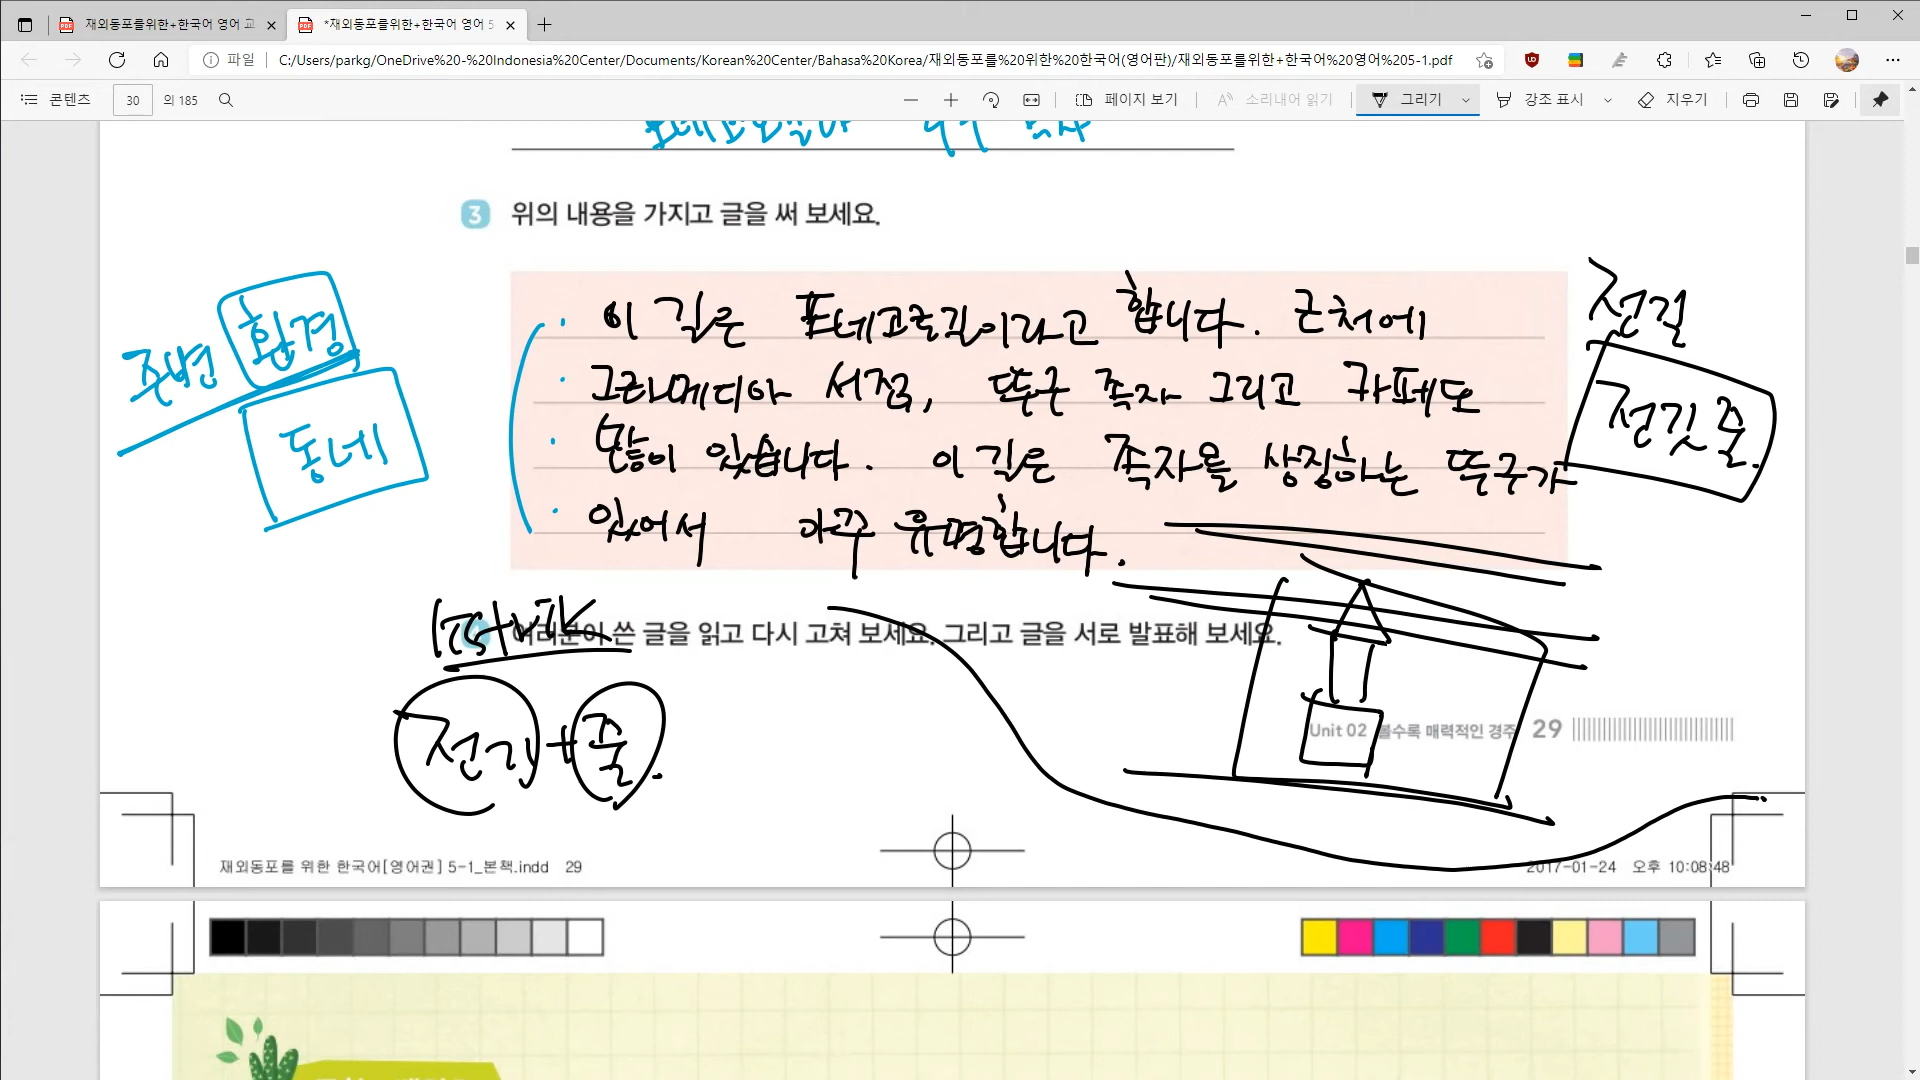 재외동포를위한+한국어 영어 교
*재외동포를위한+한국어 영어 5
파일
C:/Users/parkg/OneDrive%20-%20Indonesia%20Center/Documents/Korean%20Center/Bahasa%20Korea/재외동포를%20위한%20한국어(영어판)/재외동포를위한+한국어%20영어%205-1.pdf
콘텐츠
30 의 185
페이지 보기
소리내어 읽기
그리기
강조 표시
지우기
3 위의 내용을 가지고 글을 써 보세요.
이 길은 포네고로길이라고 합니다. 근처에
그라메디아 서점, 뚜구 족자 그리고 카페도
많이 있습니다. 이 길은 족자를 상징하는 뚜구가
있어서 아주 유명합니다.
주변 환경
동네
전길
전깃줄.
여러분이 쓴 글을 읽고 다시 고쳐 보세요. 그리고 글을 서로 발표해 보세요.
전기 + 줄.
Unit 02 볼수록 매력적인 경주 29
재외동포를 위한 한국어[영어권] 5-1_본책.indd 29
2017-01-24 오후 10:08:48